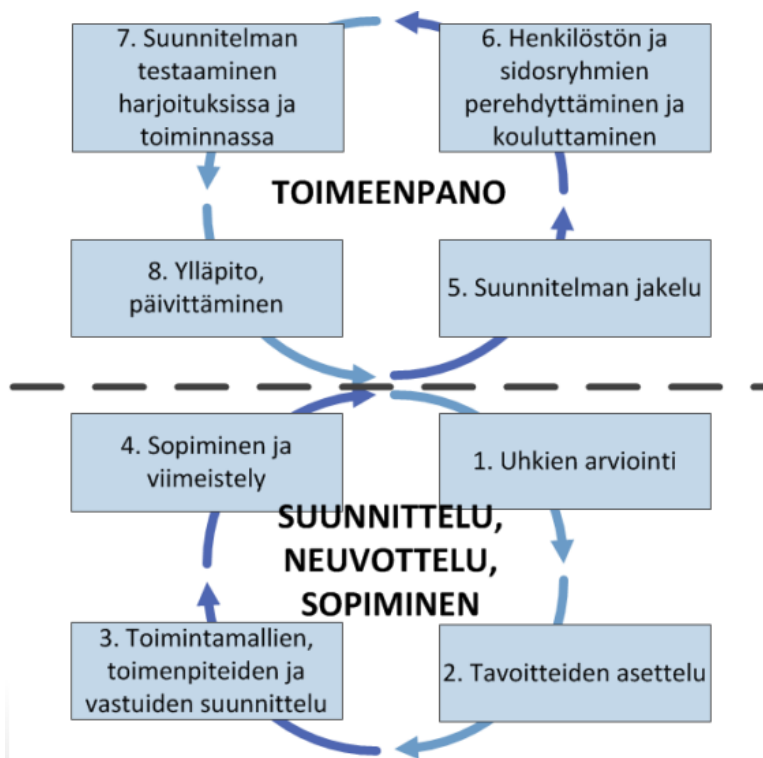 7. Suunnitelman
testaaminen
harjoituksissa ja
toiminnassa
6. Henkilöstön ja
sidosryhmien
perehdyttäminen ja
kouluttaminen
TOIMEENPANO
8. Ylläpito,
päivittäminen
5. Suunnitelman jakelu
4. Sopiminen ja
viimeistely
1. Uhkien arviointi
SUUNNITTELU,
NEUVOTTELU,
SOPIMINEN
3. Toimintamallien,
toimenpiteiden ja
vastuiden suunnittelu
2. Tavoitteiden asettelu